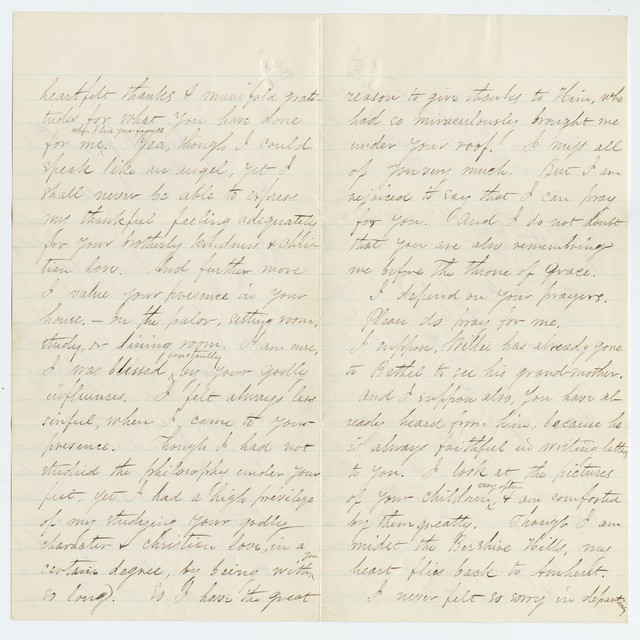 heartfelt thanks & manifold grati-
tudes for what you have done
for me. Yea, though I could
speak like an angel, yet I
shall never be able to express
my thankful feeling adequately
for your brotherly kindness & chris-
tian love. And further more
I value your presence in your
house. — in the palor, sitting room,
study, & dining room. I am sure,
constantly
I was blessed by your godly
influences. I felt always less
sinful, when I came to your
presence. Though I had not
studied the philosophy under your
feet, yet I had a high previlege
of my studying your godly
character & christian love, in a
you
certain degree, by being with
so long). So I have the great
reason to give thanks to Him, who
had so miraculously brought me
under your roof! I miss all
of you very much. But I am
rejoiced to say that I can pray
for you. And I do not doubt
that you are also remembering
me before the throne of Grace.
I depend on your prayers.
Please do pray for me.
I suppose, Willie has already gone
to Bethel to see his grandmother.
And I suppose also, you have al-
ready heard from him, because he
is always faithful in writing letters
to you. I look at the pictures
very often
of your children, & am comforted
by them greatly. Though I am
midst the Bershire Hills, my
heart flies back to Amherst.
I never felt so sorry in departing